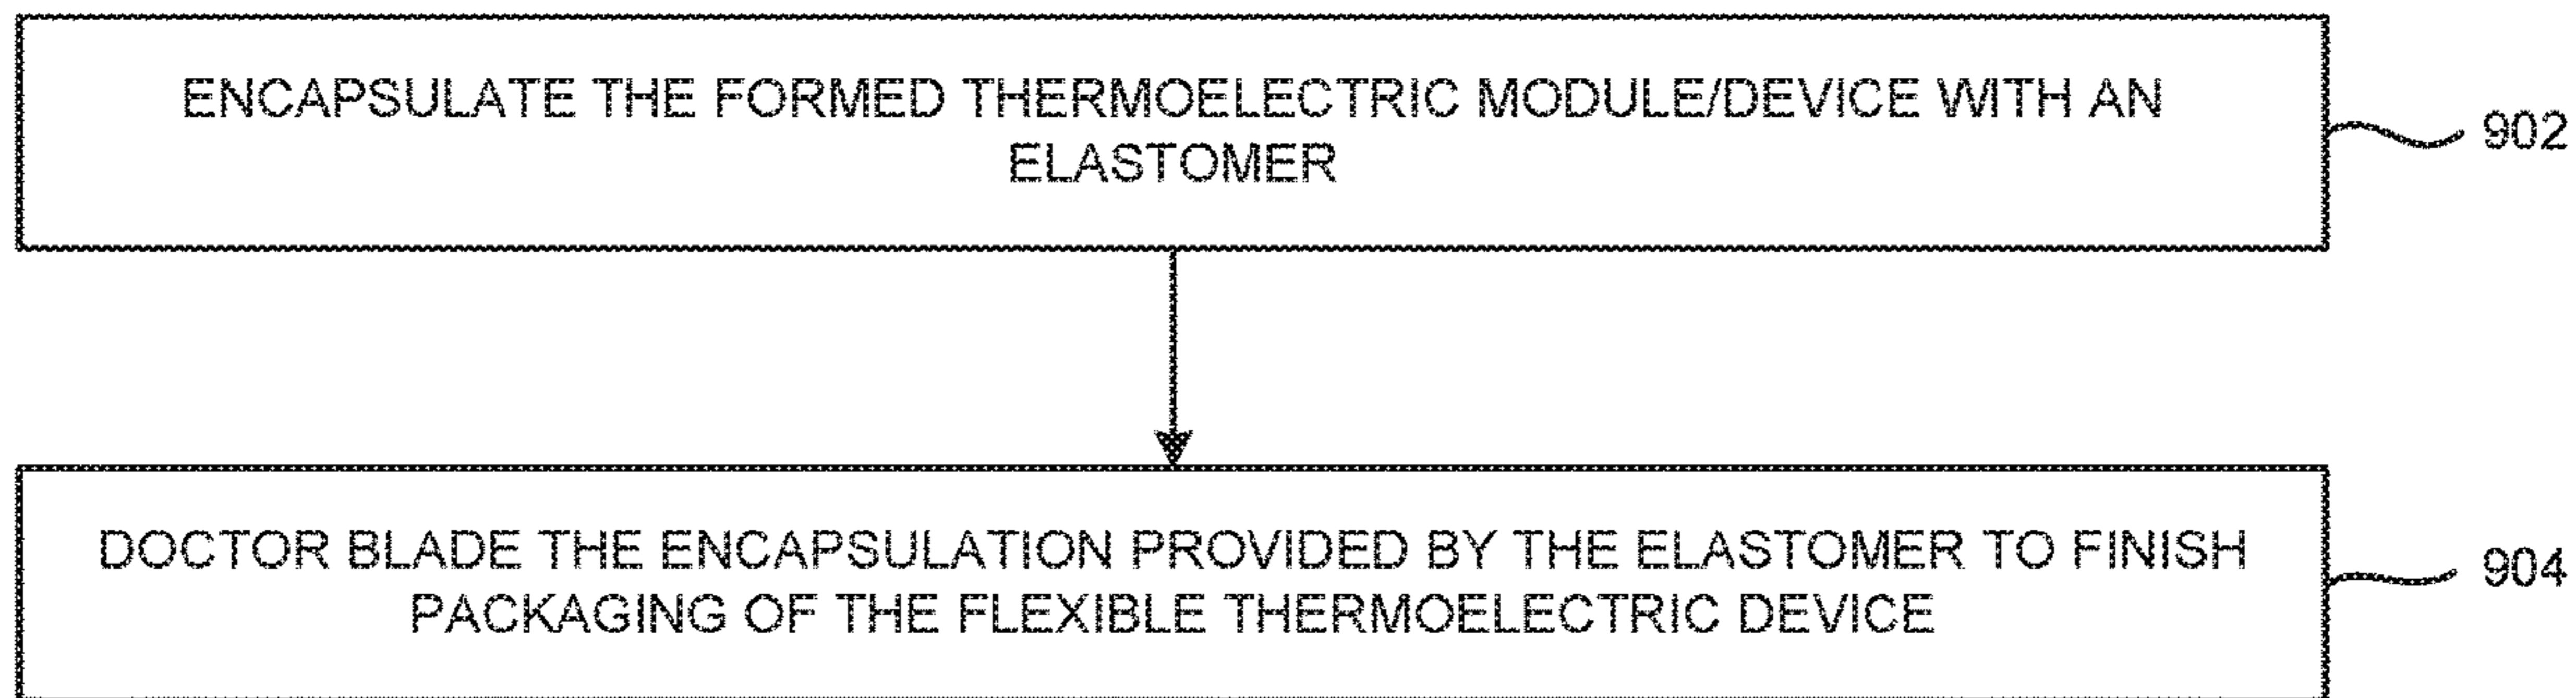 ENCAPSULATE THE FORMED THERMOELECTRIC MODULE/DEVICE WITH AN
ELASTOMER
902
DOCTOR BLADE THE ENCAPSULATION PROVIDED BY THE ELASTOMER TO FINISH
PACKAGING OF THE FLEXIBLE THERMOELECTRIC DEVICE
904